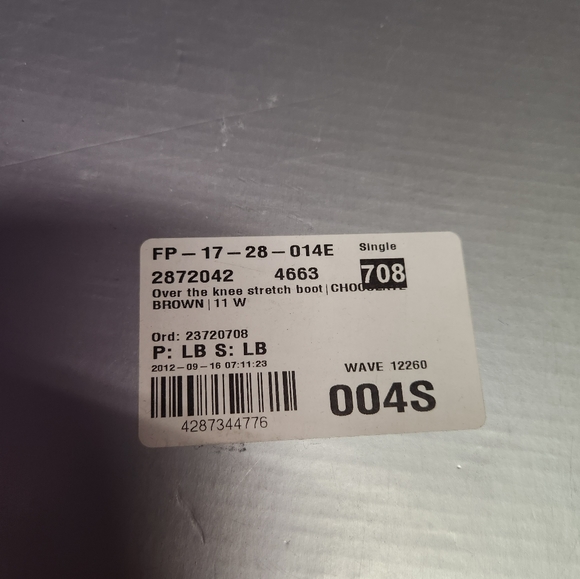 FP-17-28-014E Single
2872042 4663 708
Over the knee stretch boot|CHOCOLATE
BROWN|11 W
Ord: 23720708
P: LB S: LB
2012-09-16 07:11:23
WAVE 12260
004S
4287344776